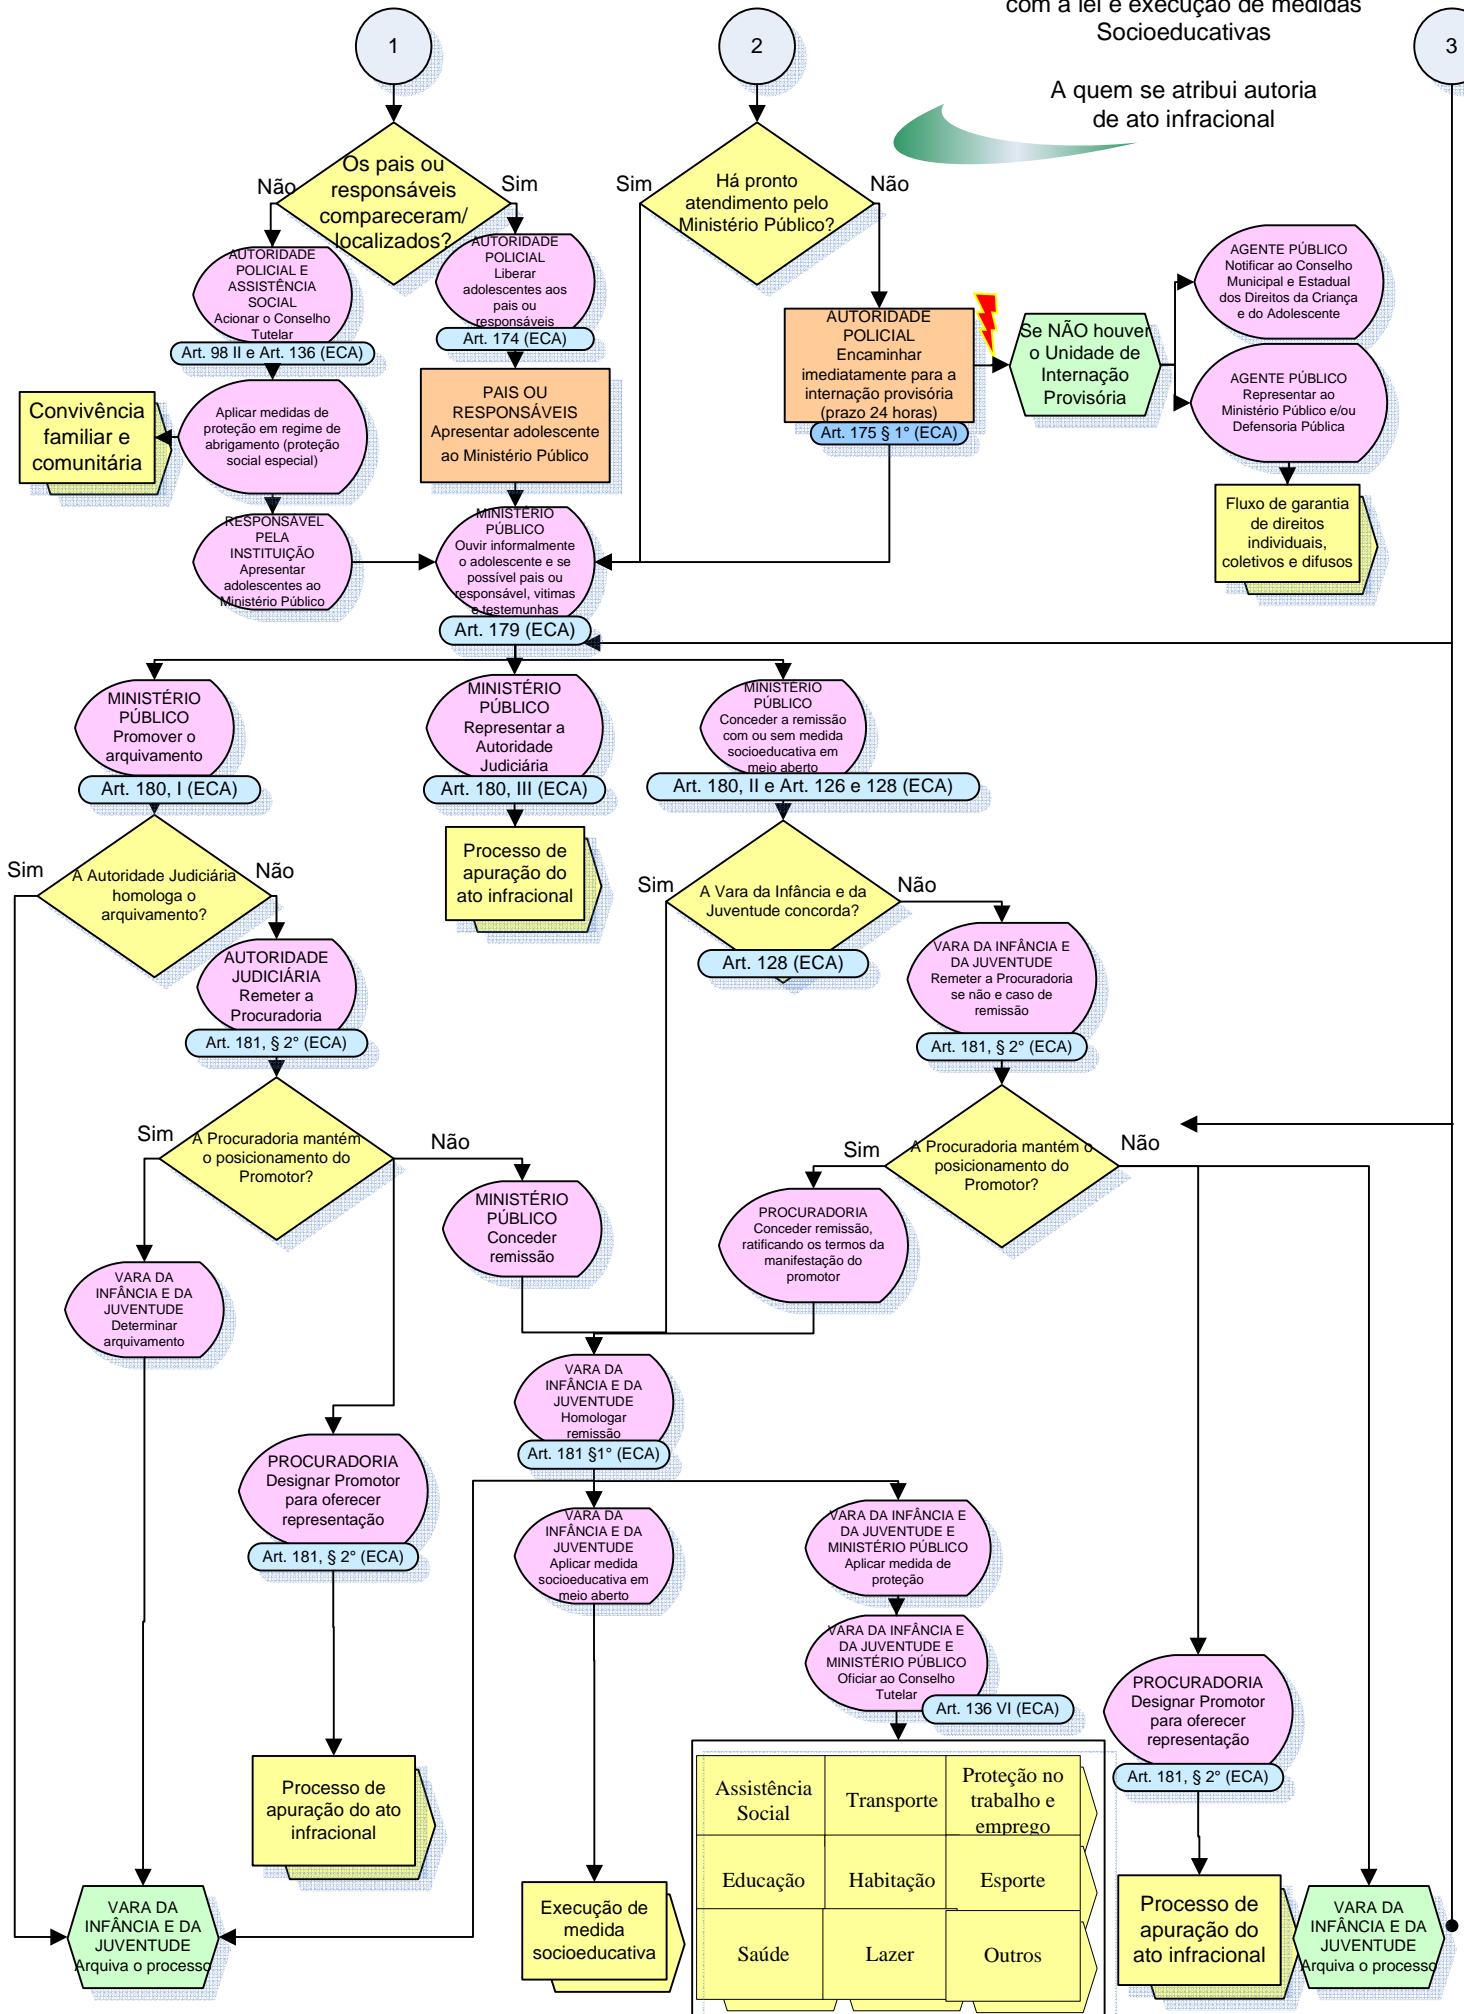 com a lei e execução de medidas
Socioeducativas
1
2
3
A quem se atribui autoria
de ato infracional
Os pais ou
responsáveis
compareceram/
localizados?
Não
Sim
Há pronto
atendimento pelo
Ministério Público?
Sim
Não
AUTORIDADE
POLICIAL E
ASSISTÊNCIA
SOCIAL
Acionar o Conselho
Tutelar
Art. 98 II e Art. 136 (ECA)
AUTORIDADE
POLICIAL
Liberar
adolescentes aos
pais ou
responsáveis
Art. 174 (ECA)
AUTORIDADE
POLICIAL
Encaminhar
imediatamente para a
internação provisória
(prazo 24 horas)
Art. 175 § 1° (ECA)
Se NÃO houver
o Unidade de
Internação
Provisória
AGENTE PÚBLICO
Notificar ao Conselho
Municipal e Estadual
dos Direitos da Criança
e do Adolescente
AGENTE PÚBLICO
Representar ao
Ministério Público e/ou
Defensoria Pública
Fluxo de garantia
de direitos
individuais,
coletivos e difusos
Convivência
familiar e
comunitária
Aplicar medidas de
proteção em regime de
abrigamento (proteção
social especial)
PAIS OU
RESPONSÁVEIS
Apresentar adolescente
ao Ministério Público
RESPONSÁVEL
PELA
INSTITUIÇÃO
Apresentar
adolescentes ao
Ministério Público
MINISTÉRIO
PÚBLICO
Ouvir informalmente
o adolescente e se
possível pais ou
responsável, vitimas
e testemunhas
Art. 179 (ECA)
MINISTÉRIO
PÚBLICO
Promover o
arquivamento
Art. 180, I (ECA)
MINISTÉRIO
PÚBLICO
Representar a
Autoridade
Judiciária
Art. 180, III (ECA)
MINISTÉRIO
PÚBLICO
Conceder a remissão
com ou sem medida
socioeducativa em
meio aberto
Art. 180, II e Art. 126 e 128 (ECA)
Sim
A Autoridade Judiciária
homologa o
arquivamento?
Não
Processo de
apuração do
ato infracional
Sim
A Vara da Infância e da
Juventude concorda?
Não
Art. 128 (ECA)
AUTORIDADE
JUDICIÁRIA
Remeter a
Procuradoria
Art. 181, § 2° (ECA)
VARA DA INFÂNCIA E
DA JUVENTUDE
Remeter a Procuradoria
se não e caso de
remissão
Art. 181, § 2° (ECA)
Sim
A Procuradoria mantém
o posicionamento do
Promotor?
Não
Sim
A Procuradoria mantém o
posicionamento do
Promotor?
Não
MINISTÉRIO
PÚBLICO
Conceder
remissão
PROCURADORIA
Conceder remissão,
ratificando os termos da
manifestação do
promotor
VARA DA
INFÂNCIA E DA
JUVENTUDE
Determinar
arquivamento
VARA DA
INFÂNCIA E DA
JUVENTUDE
Homologar
remissão
Art. 181 §1° (ECA)
PROCURADORIA
Designar Promotor
para oferecer
representação
Art. 181, § 2° (ECA)
VARA DA
INFÂNCIA E DA
JUVENTUDE
Aplicar medida
socioeducativa em
meio aberto
VARA DA INFÂNCIA E
DA JUVENTUDE E
MINISTÉRIO PÚBLICO
Aplicar medida de
proteção
VARA DA INFÂNCIA E
DA JUVENTUDE E
MINISTÉRIO PÚBLICO
Oficiar ao Conselho
Tutelar
Art. 136 VI (ECA)
PROCURADORIA
Designar Promotor
para oferecer
representação
Art. 181, § 2° (ECA)
Processo de
apuração do ato
infracional
Assistência
Social
Transporte
Proteção no
trabalho e
emprego
Educação
Habitação
Esporte
Saúde
Lazer
Outros
VARA DA
INFÂNCIA E DA
JUVENTUDE
Arquiva o processo
Execução de
medida
socioeducativa
Processo de
apuração do
ato infracional
VARA DA
INFÂNCIA E DA
JUVENTUDE
Arquiva o processo